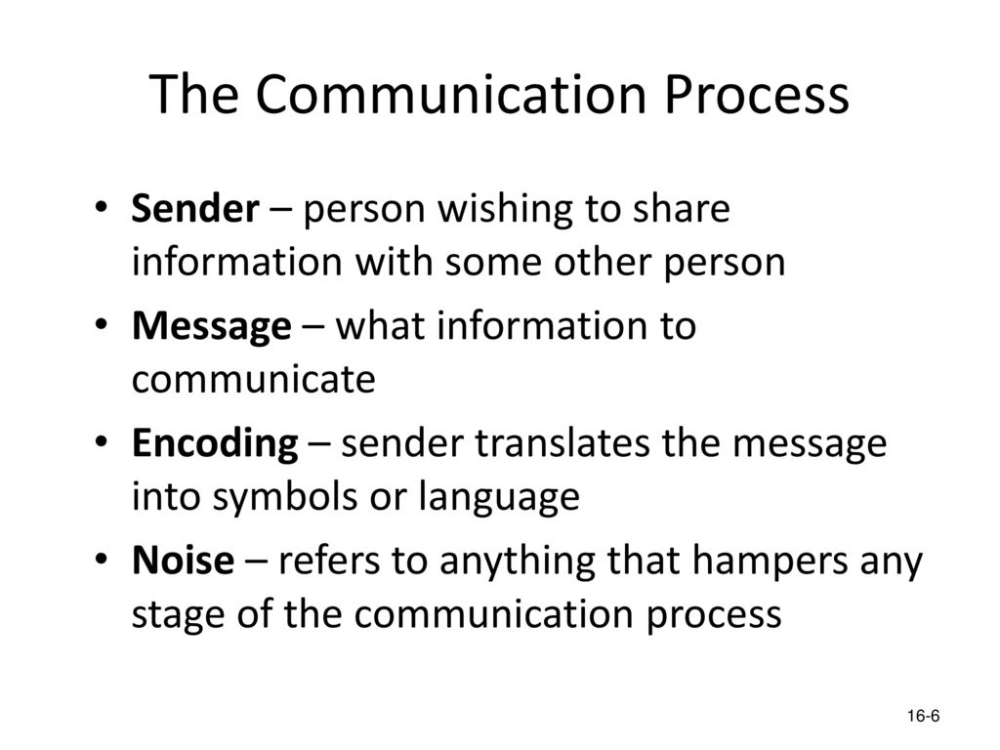 The Communication Process
• Sender – person wishing to share
information with some other person
• Message – what information to
communicate
• Encoding – sender translates the message
into symbols or language
• Noise – refers to anything that hampers any
stage of the communication process
16-6